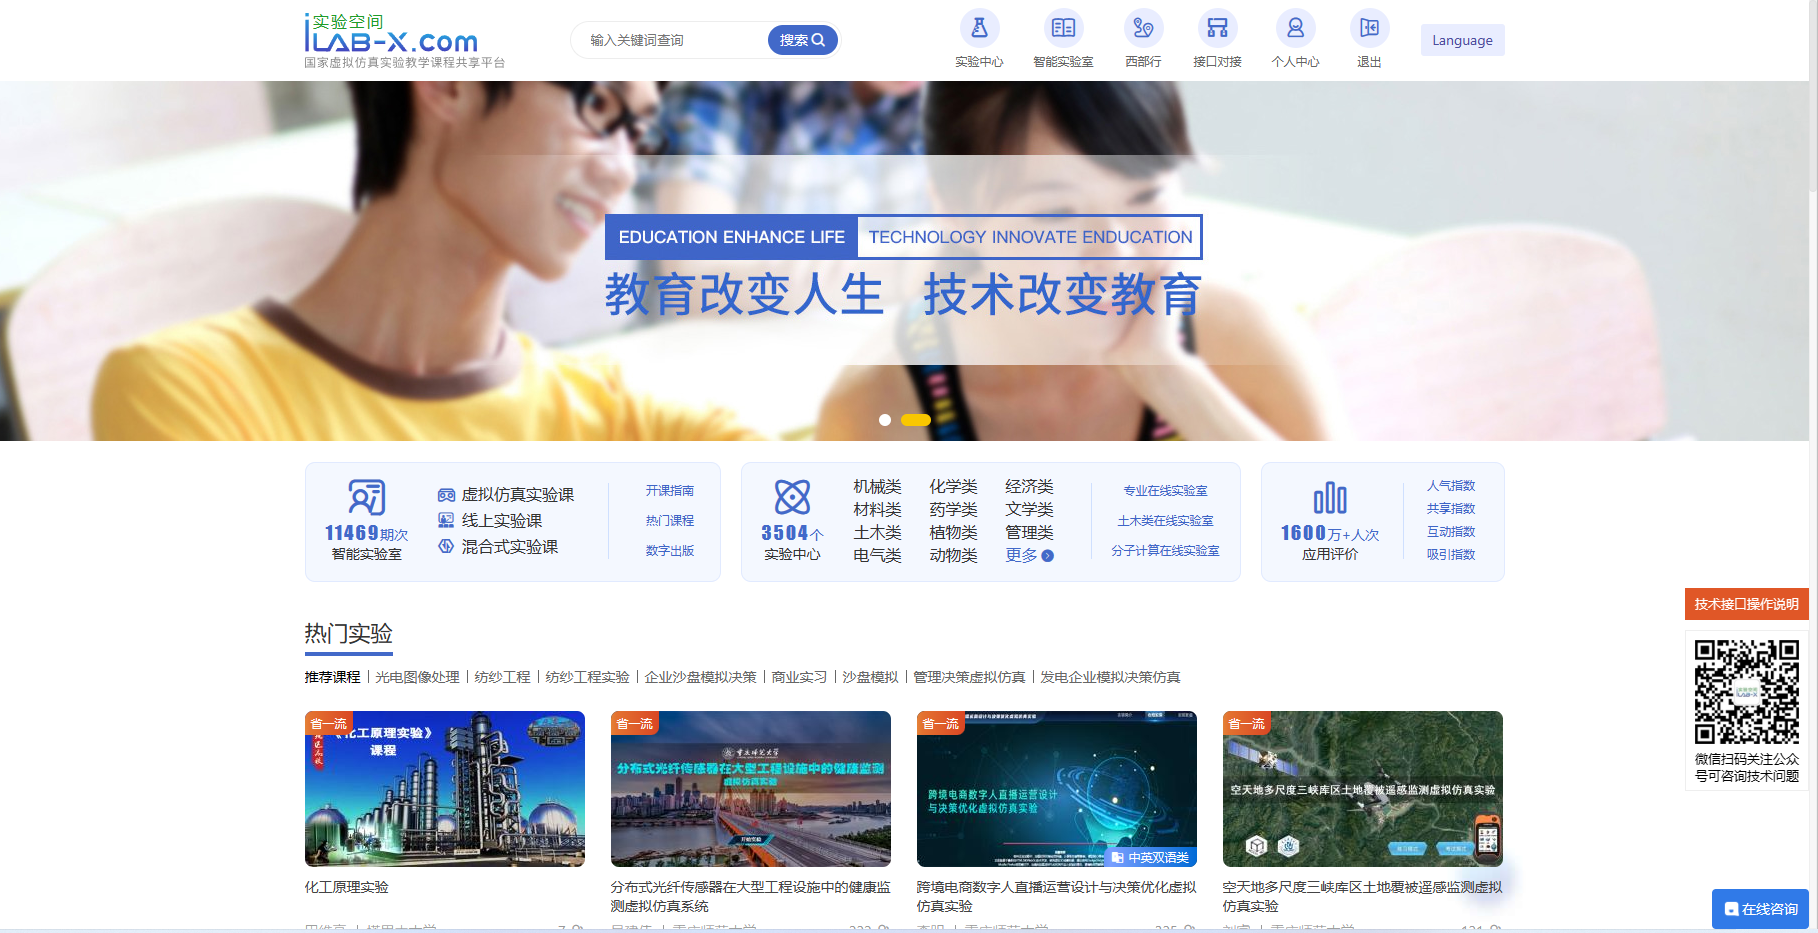 实验空间
iLAB-X.com
国家虚拟仿真实验教学课程共享平台
输入关键词查询
搜索
实验中心
智能实验室
西部行
接口对接
个人中心
退出
Language
EDUCATION ENHANCE LIFE
TECHNOLOGY INNOVATE ENDUCATION
教育改变人生 技术改变教育
11469期次
智能实验室
虚拟仿真实验课
线上实验课
混合式实验课
开课指南
热门课程
数字出版
3504个
实验中心
机械类 化学类 经济类
材料类 药学类 文学类
土木类 植物类 管理类
电气类 动物类 更多
专业在线实验室
土木类在线实验室
分子计算在线实验室
1600万+人次
应用评价
人气指数
共享指数
互动指数
吸引指数
技术接口操作说明
微信扫码关注公众
号可咨询技术问题
在线咨询
热门实验
推荐课程 | 光电图像处理 | 纺纱工程 | 纺纱工程实验 | 企业沙盘模拟决策 | 商业实习 | 沙盘模拟 | 管理决策虚拟仿真 | 发电企业模拟决策仿真
省一流
《化工原理实验》
课程
化工原理实验
省一流
重庆师范大学
分布式光纤传感器在大型工程设施中的健康监测
虚拟仿真实验
开始实验
分布式光纤传感器在大型工程设施中的健康监
测虚拟仿真系统
省一流
跨境电商数字人直播运营设计
与决策优化虚拟仿真实验
中英双语类
跨境电商数字人直播运营设计与决策优化虚拟
仿真实验
省一流
空天地多尺度三峡库区土地覆被遥感监测虚拟仿真实验
空天地多尺度三峡库区土地覆被遥感监测虚拟
仿真实验